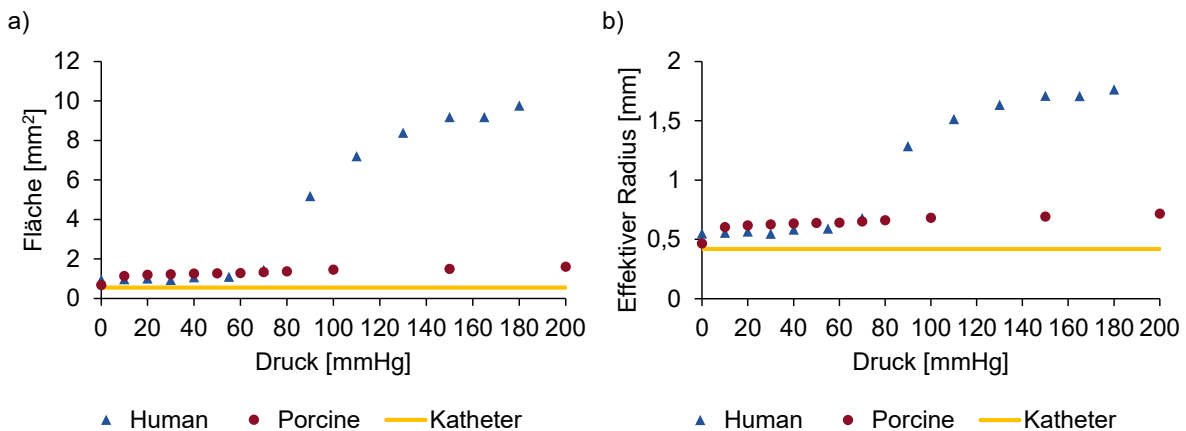 a)
Fläche [mm²]
12
10
8
6
4
2
0
0 20 40 60 80 100 120 140 160 180 200
Druck [mmHg]
Human Porcine Katheter
b)
Effektiver Radius [mm]
2
1,5
1
0,5
0
0 20 40 60 80 100 120 140 160 180 200
Druck [mmHg]
Human Porcine Katheter